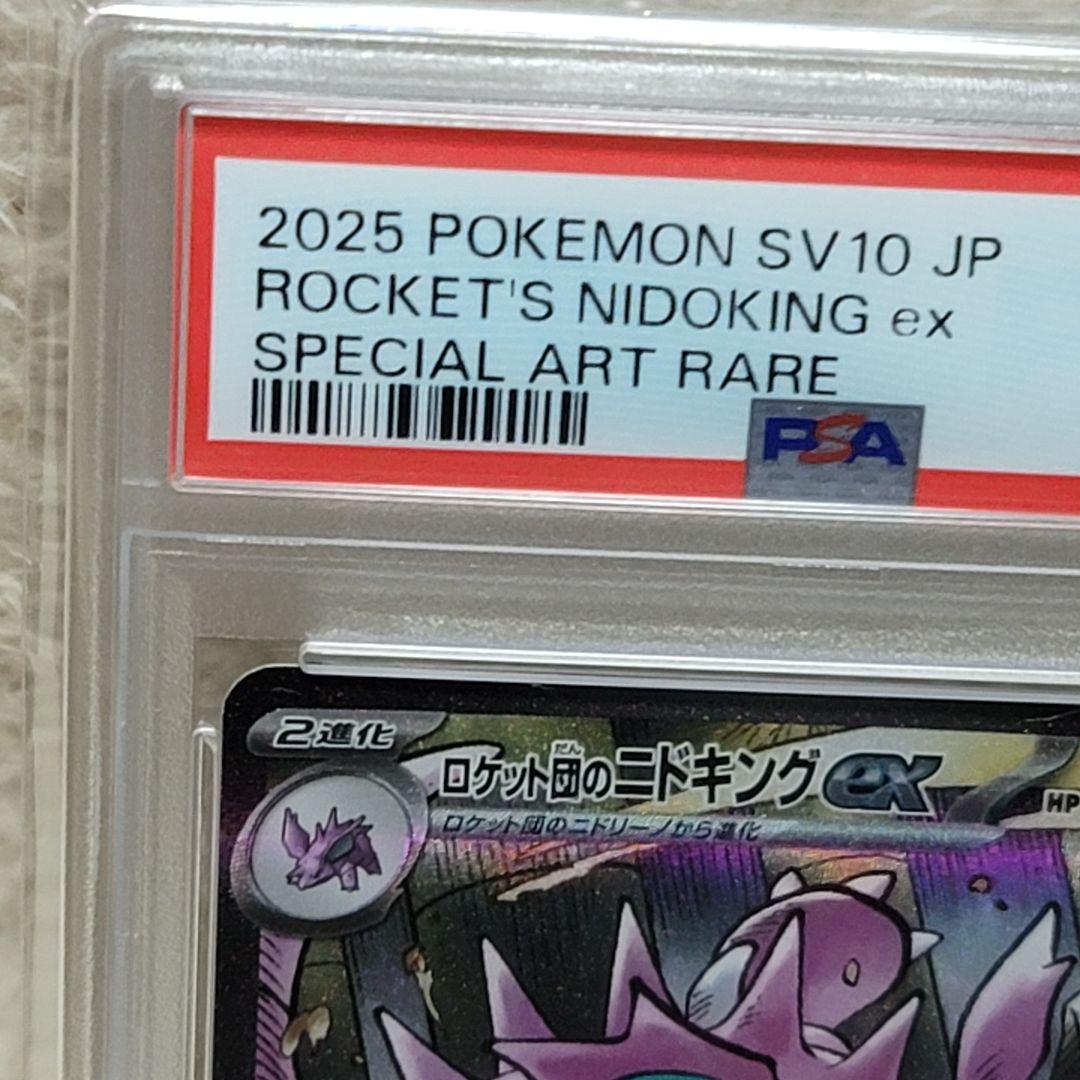 2025 POKEMON SV10 JP
ROCKET'S NIDOKING ex
SPECIAL ART RARE
PSA
2進化
だん
ロケット団のニドキングex
HP
ロケット団のニドリーノから進化